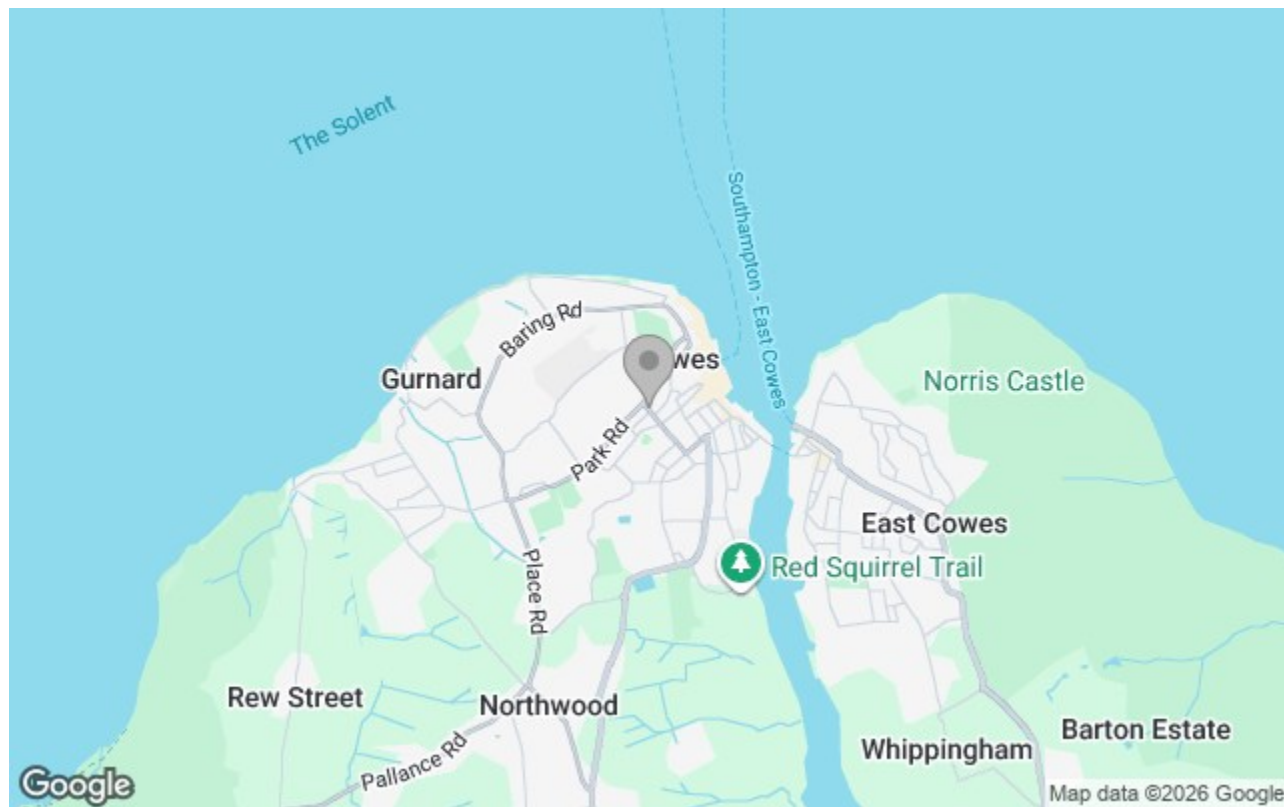 The Solent
Southampton - East Cowes
Baring Rd
wes
Gurnard
Norris Castle
Park Rd
East Cowes
Red Squirrel Trail
Place Rd
Rew Street
Northwood
Barton Estate
Whippingham
Pallance Rd
Google
Map data ©2026 Google